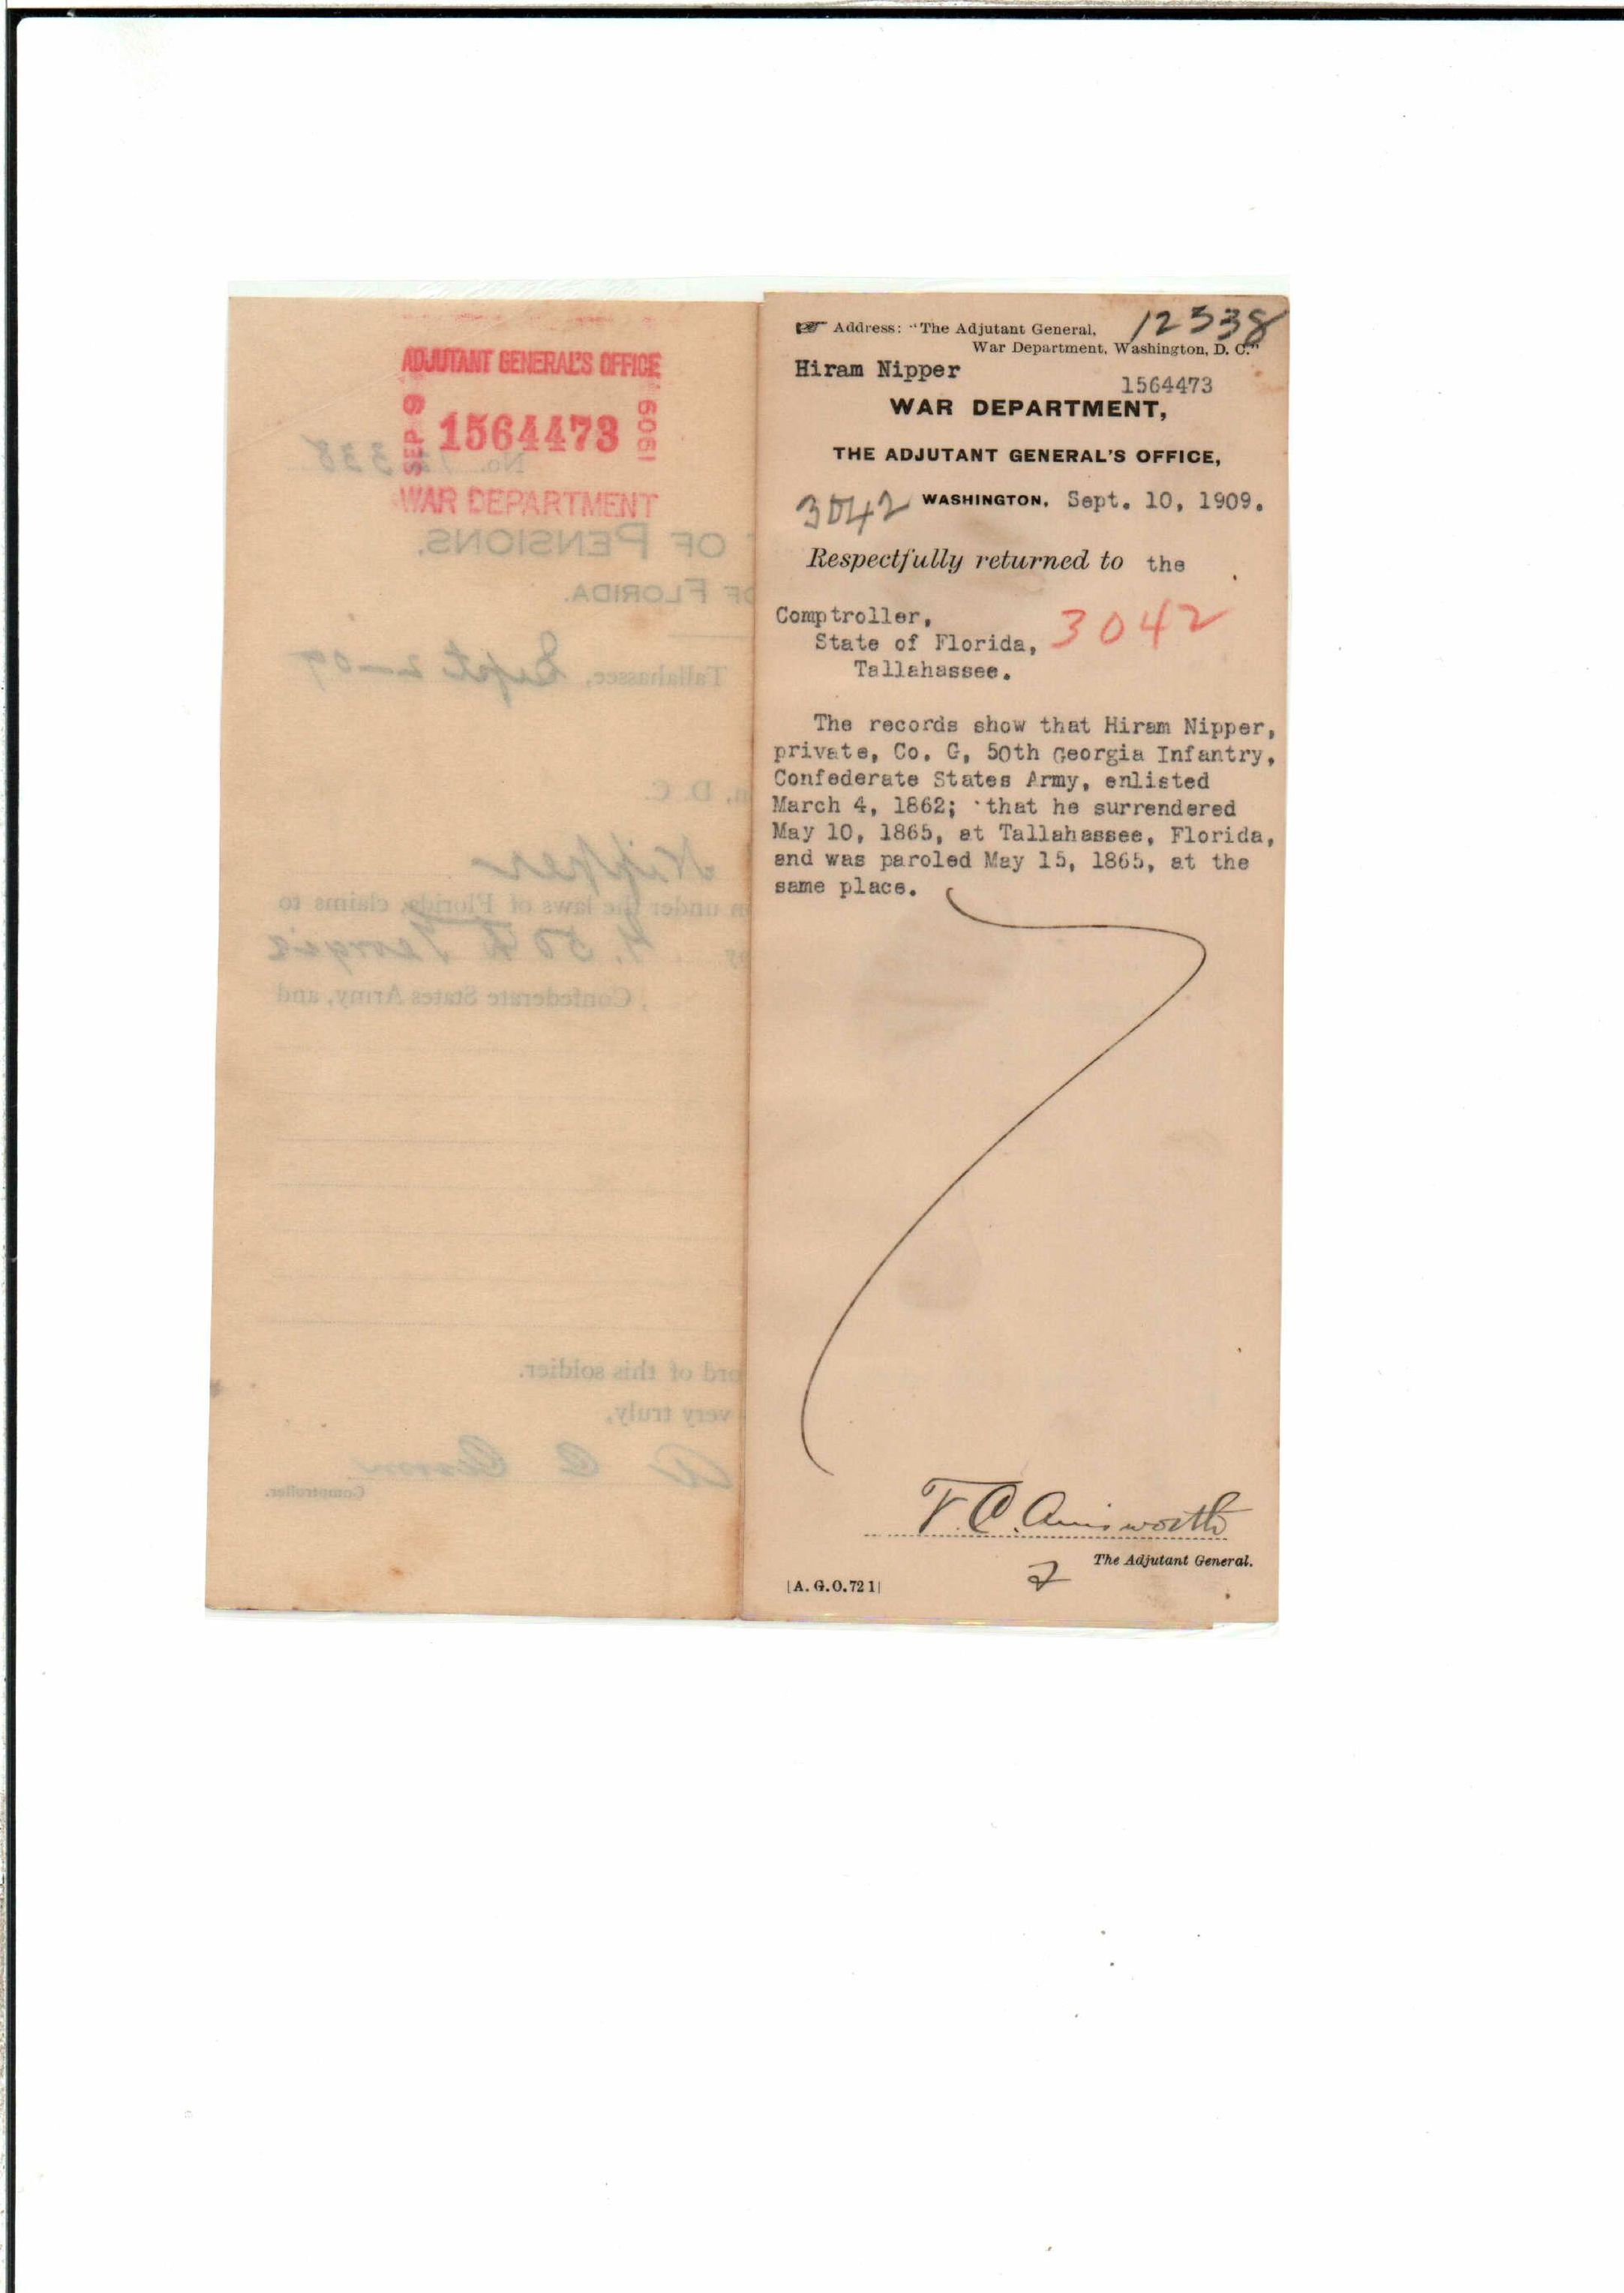 ADJUTANT GENERAL'S OFFICE
SEP 9 1564473 1909
WAR DEPARTMENT
No. 12338
OF PENSIONS.
OF FLORIDA.
Tallahassee, Sept 2-09
n, D. C.
Nipper
under the laws of Florida, claims to
G, 50th Georgia
, Confederate States Army, and
ord of this soldier.
very truly,
A C Croom
Comptroller.
☞ Address: "The Adjutant General, 12338
War Department, Washington, D. C."
Hiram Nipper
1564473
WAR DEPARTMENT,
THE ADJUTANT GENERAL'S OFFICE,
3042 WASHINGTON, Sept. 10, 1909.
Respectfully returned to the
Comptroller,
State of Florida, 3042
Tallahassee.
The records show that Hiram Nipper,
private, Co. G, 50th Georgia Infantry,
Confederate States Army, enlisted
March 4, 1862; that he surrendered
May 10, 1865, at Tallahassee, Florida,
and was paroled May 15, 1865, at the
same place.
F. C. Ainsworth
The Adjutant General.
2
[A. G. O. 721]